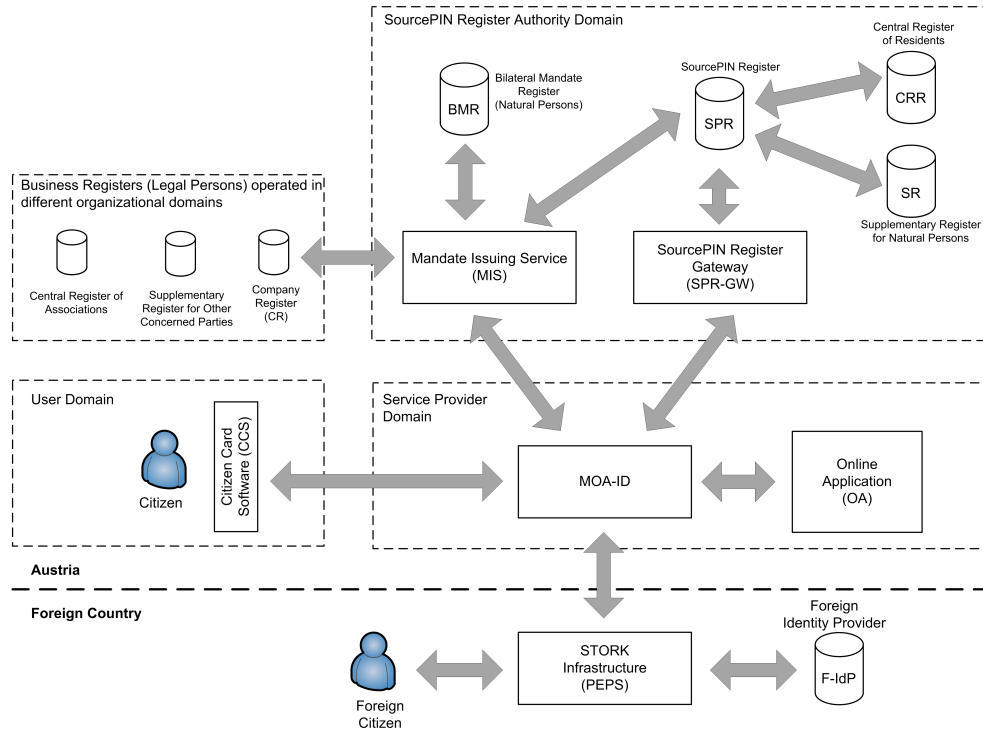 SourcePIN Register Authority Domain
Central Register
of Residents
CRR
SourcePIN Register
SPR
Bilateral Mandate
Register
(Natural Persons)
BMR
SR
Supplementary Register
for Natural Persons
Business Registers (Legal Persons) operated in
different organizational domains
Central Register of
Associations
Supplementary
Register for Other
Concerned Parties
Company
Register
(CR)
Mandate Issuing Service
(MIS)
SourcePIN Register
Gateway
(SPR-GW)
User Domain
Citizen
Citizen Card
Software (CCS)
Service Provider
Domain
MOA-ID
Online
Application
(OA)
Austria
Foreign Country
Foreign
Citizen
STORK
Infrastructure
(PEPS)
Foreign
Identity Provider
F-IdP